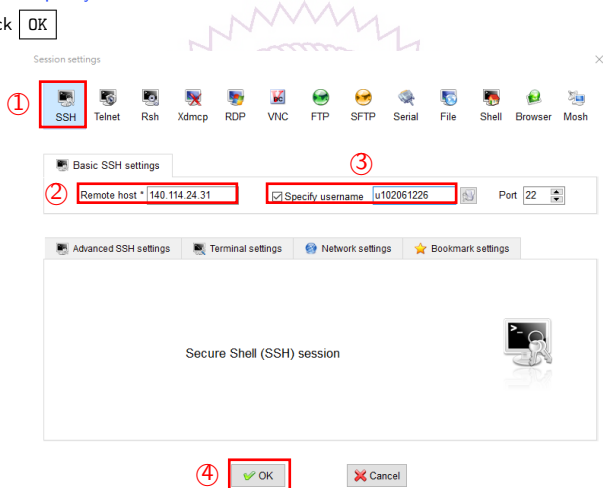 ck OK
Session settings
①
SSH Telnet Rsh Xdmcp RDP VNC FTP SFTP Serial File Shell Browser Mosh
Basic SSH settings
③
② Remote host * 140.114.24.31 Specify username u102061226 Port 22
Advanced SSH settings Terminal settings Network settings Bookmark settings
Secure Shell (SSH) session
④ OK Cancel